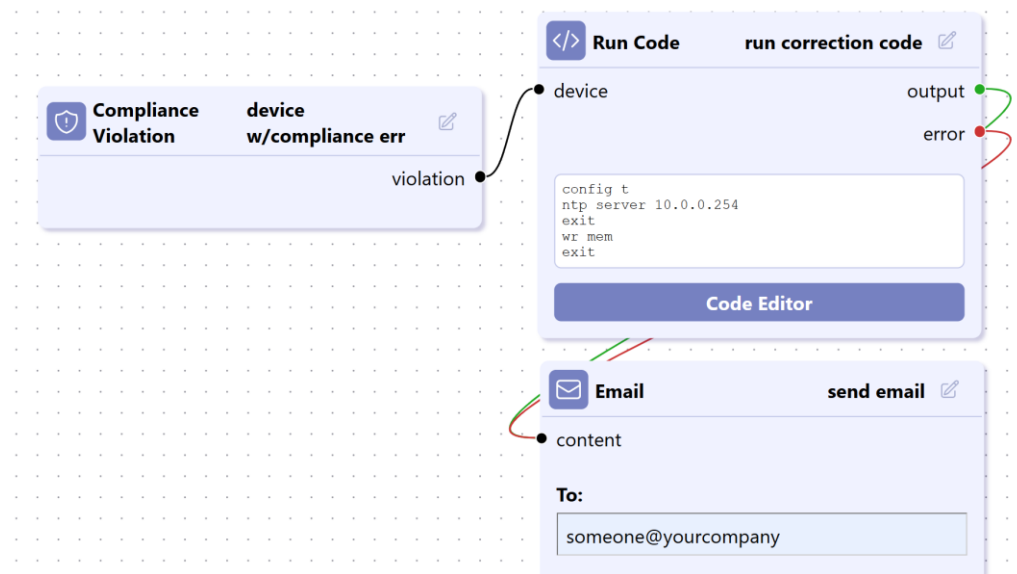 Compliance Violation
device w/compliance err
violation
Run Code
run correction code
device
output
error
config t
ntp server 10.0.0.254
exit
wr mem
exit
Code Editor
Email
send email
content
To:
someone@yourcompany